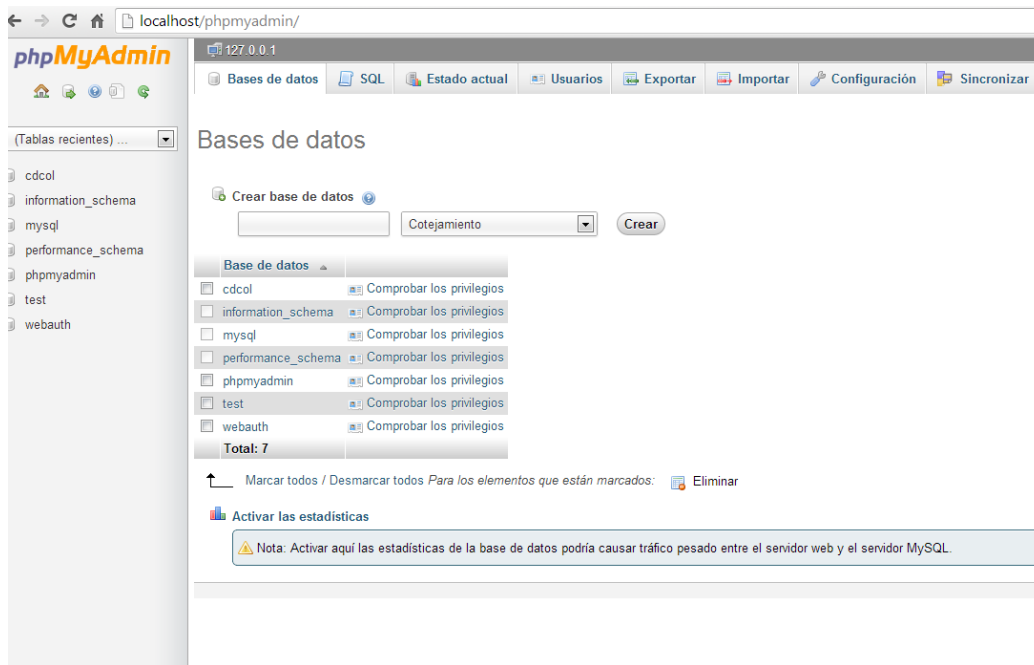 localhost/phpmyadmin/
phpMyAdmin
127.0.0.1
Bases de datos SQL Estado actual Usuarios Exportar Importar Configuración Sincronizar
(Tablas recientes) ...
cdcol
information_schema
mysql
performance_schema
phpmyadmin
test
webauth
Bases de datos
Crear base de datos
Cotejamiento Crear
Base de datos
cdcol Comprobar los privilegios
information_schema Comprobar los privilegios
mysql Comprobar los privilegios
performance_schema Comprobar los privilegios
phpmyadmin Comprobar los privilegios
test Comprobar los privilegios
webauth Comprobar los privilegios
Total: 7
Marcar todos / Desmarcar todos Para los elementos que están marcados: Eliminar
Activar las estadísticas
Nota: Activar aquí las estadísticas de la base de datos podría causar tráfico pesado entre el servidor web y el servidor MySQL.